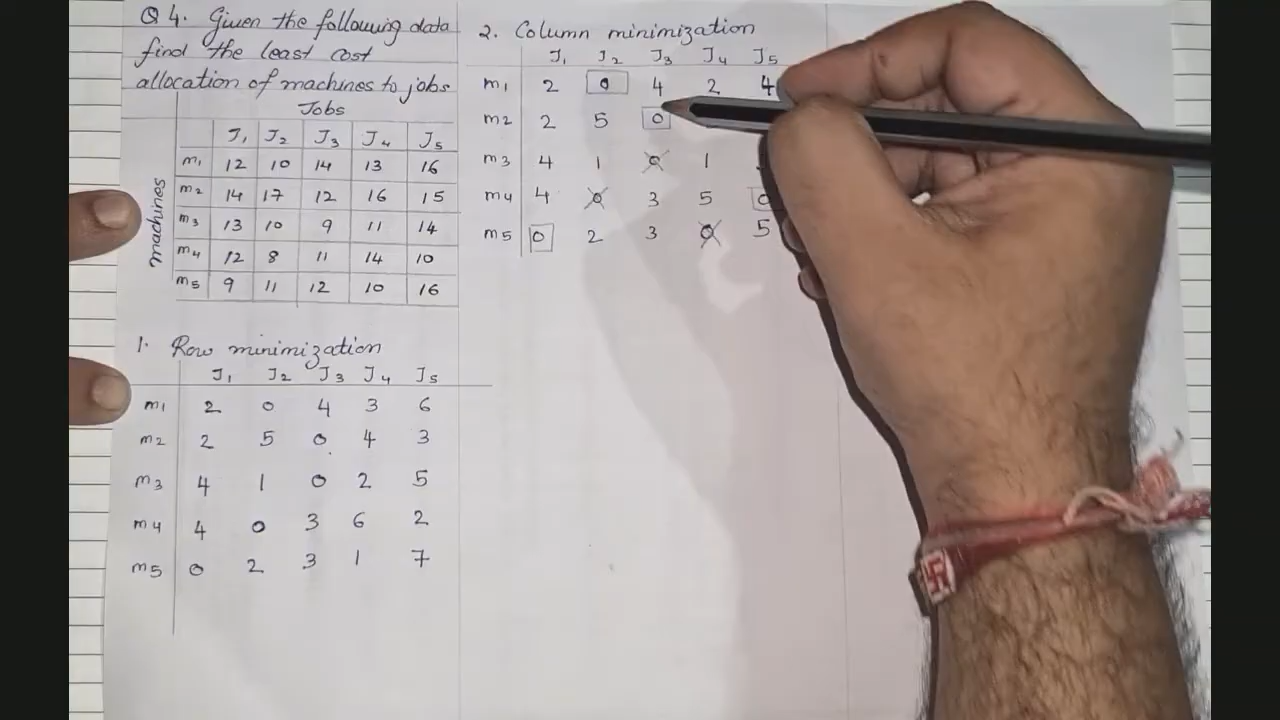 Q4. Given the following data
find the least cost
allocation of machines to jobs
Jobs
machines
J1 J2 J3 J4 J5
m1 12 10 14 13 16
m2 14 17 12 16 15
m3 13 10 9 11 14
m4 12 8 11 14 10
m5 9 11 12 10 16
1. Row minimization
J1 J2 J3 J4 J5
m1 2 0 4 3 6
m2 2 5 0 4 3
m3 4 1 0 2 5
m4 4 0 3 6 2
m5 0 2 3 1 7
2. Column minimization
J1 J2 J3 J4 J5
m1 2 0 4 2 4
m2 2 5 0
m3 4 1 0 1
m4 4 0 3 5 0
m5 0 2 3 0 5